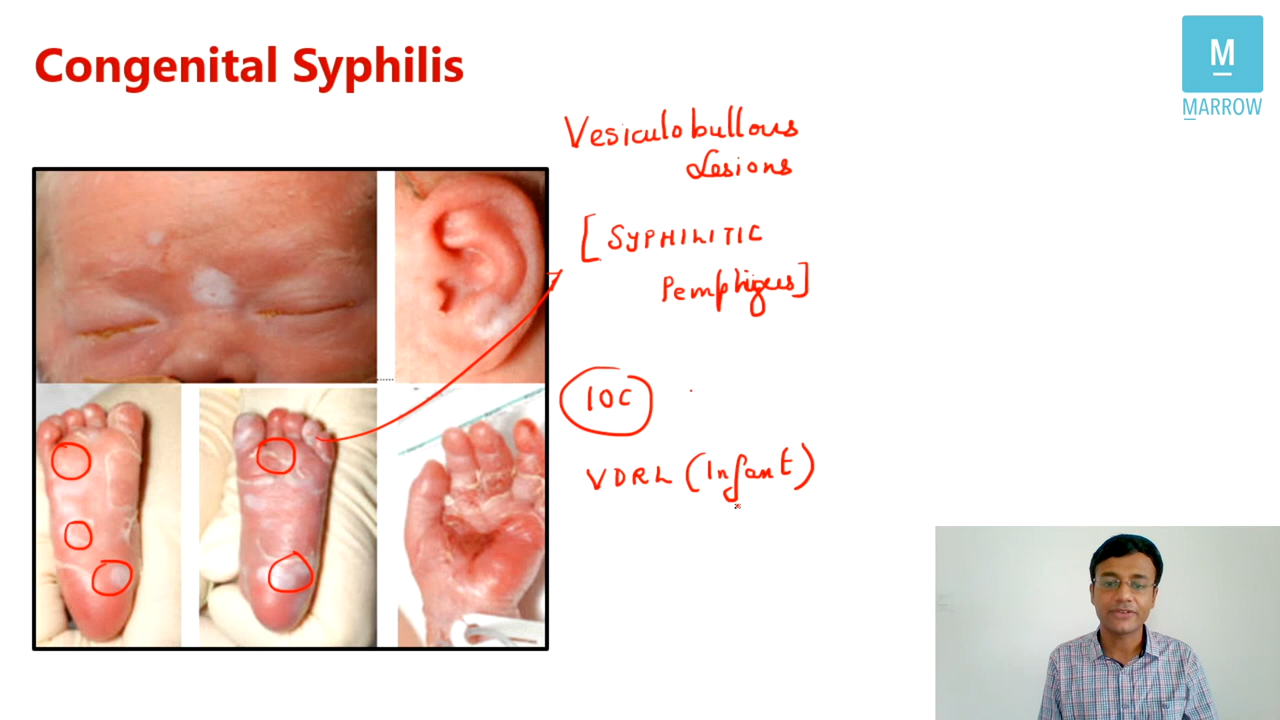 Congenital Syphilis
M
MARROW
Vesiculobullous
Lesions
[SYPHILITIC
Pemphigus]
IOC
VDRL (Infant)